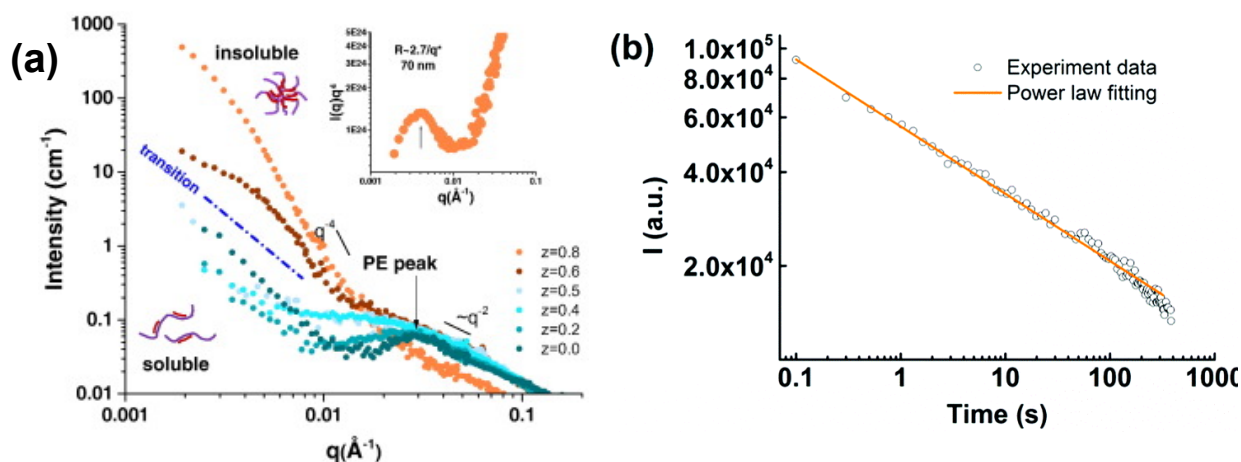 (a)
1000
100
10
1
0.1
0.01
Intensity (cm⁻¹)
insoluble
transition
soluble
q⁻⁴
PE peak
~q⁻²
z=0.8
z=0.6
z=0.5
z=0.4
z=0.2
z=0.0
0.001
0.01
0.1
q(Å⁻¹)
5E24
3E24
2E24
1E24
I(q)q⁴
R~2.7/q*
70 nm
0.001
0.01
0.1
q(Å⁻¹)
(b)
1.0x10⁵
8.0x10⁴
6.0x10⁴
4.0x10⁴
2.0x10⁴
I (a.u.)
Experiment data
Power law fitting
0.1
1
10
100
1000
Time (s)